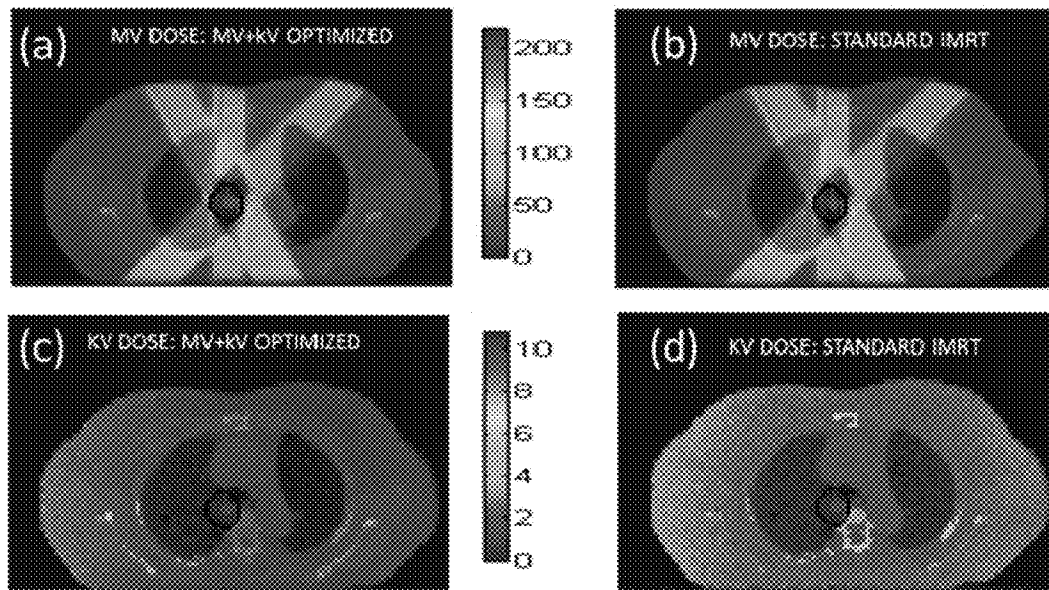 (a) MV DOSE: MV+kV OPTIMIZED
200
150
100
50
0
(b) MV DOSE: STANDARD IMRT
(c) KV DOSE: MV+kV OPTIMIZED
10
8
6
4
2
0
(d) KV DOSE: STANDARD IMRT